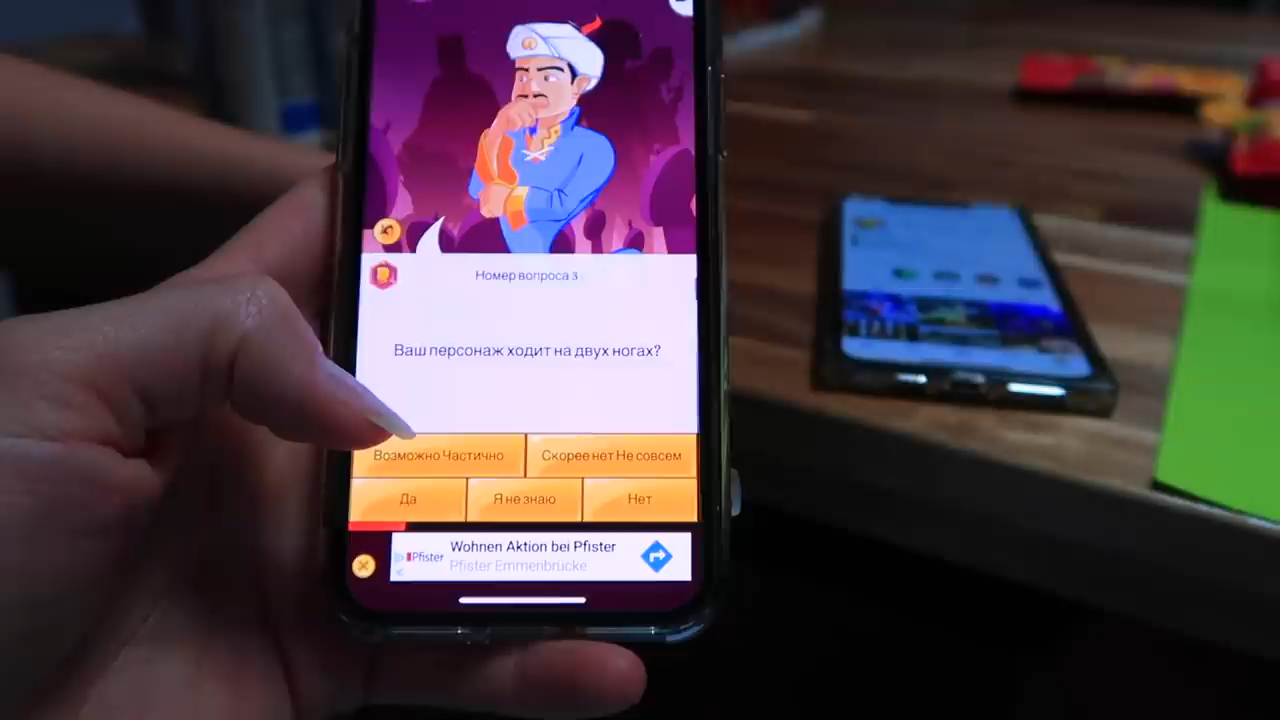 Номер вопроса 3
Ваш персонаж ходит на двух ногах?
Возможно Частично
Скорее нет Не совсем
Да
Я не знаю
Нет
Pfister
Wohnen Aktion bei Pfister
Pfister Emmenbrücke